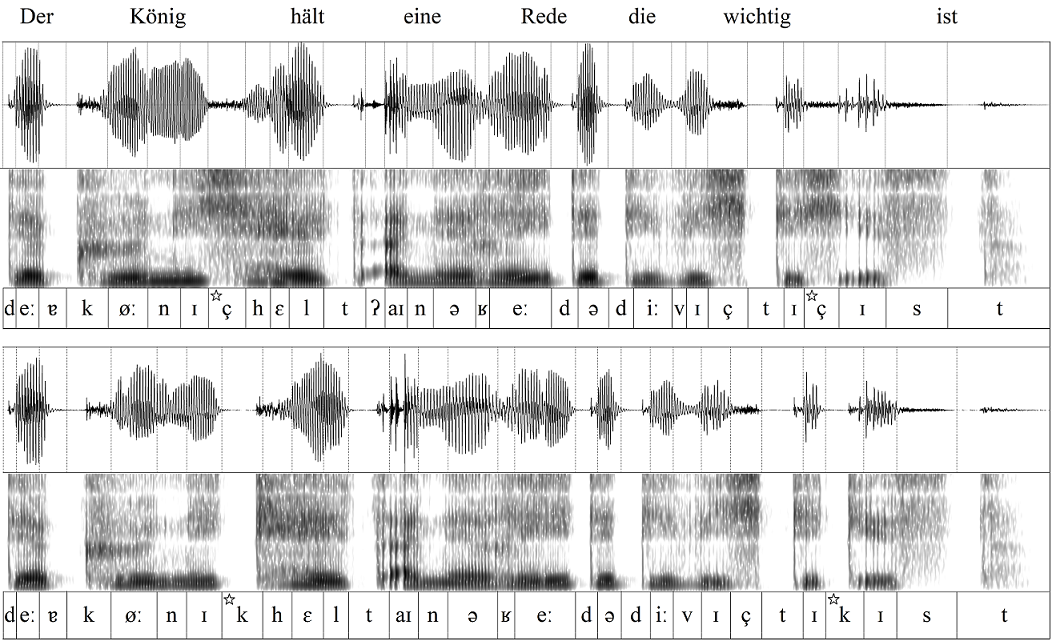 Der König hält eine Rede die wichtig ist
d eː ɐ k øː n ɪ ☆ ç h ɛ l t ʔ aɪ n ə ʁ eː d ə d iː v ɪ ç t ɪ ☆ ç ɪ s t
d eː ɐ k øː n ɪ ☆ k h ɛ l t aɪ n ə ʁ eː d ə d iː v ɪ ç t ɪ ☆ k ɪ s t